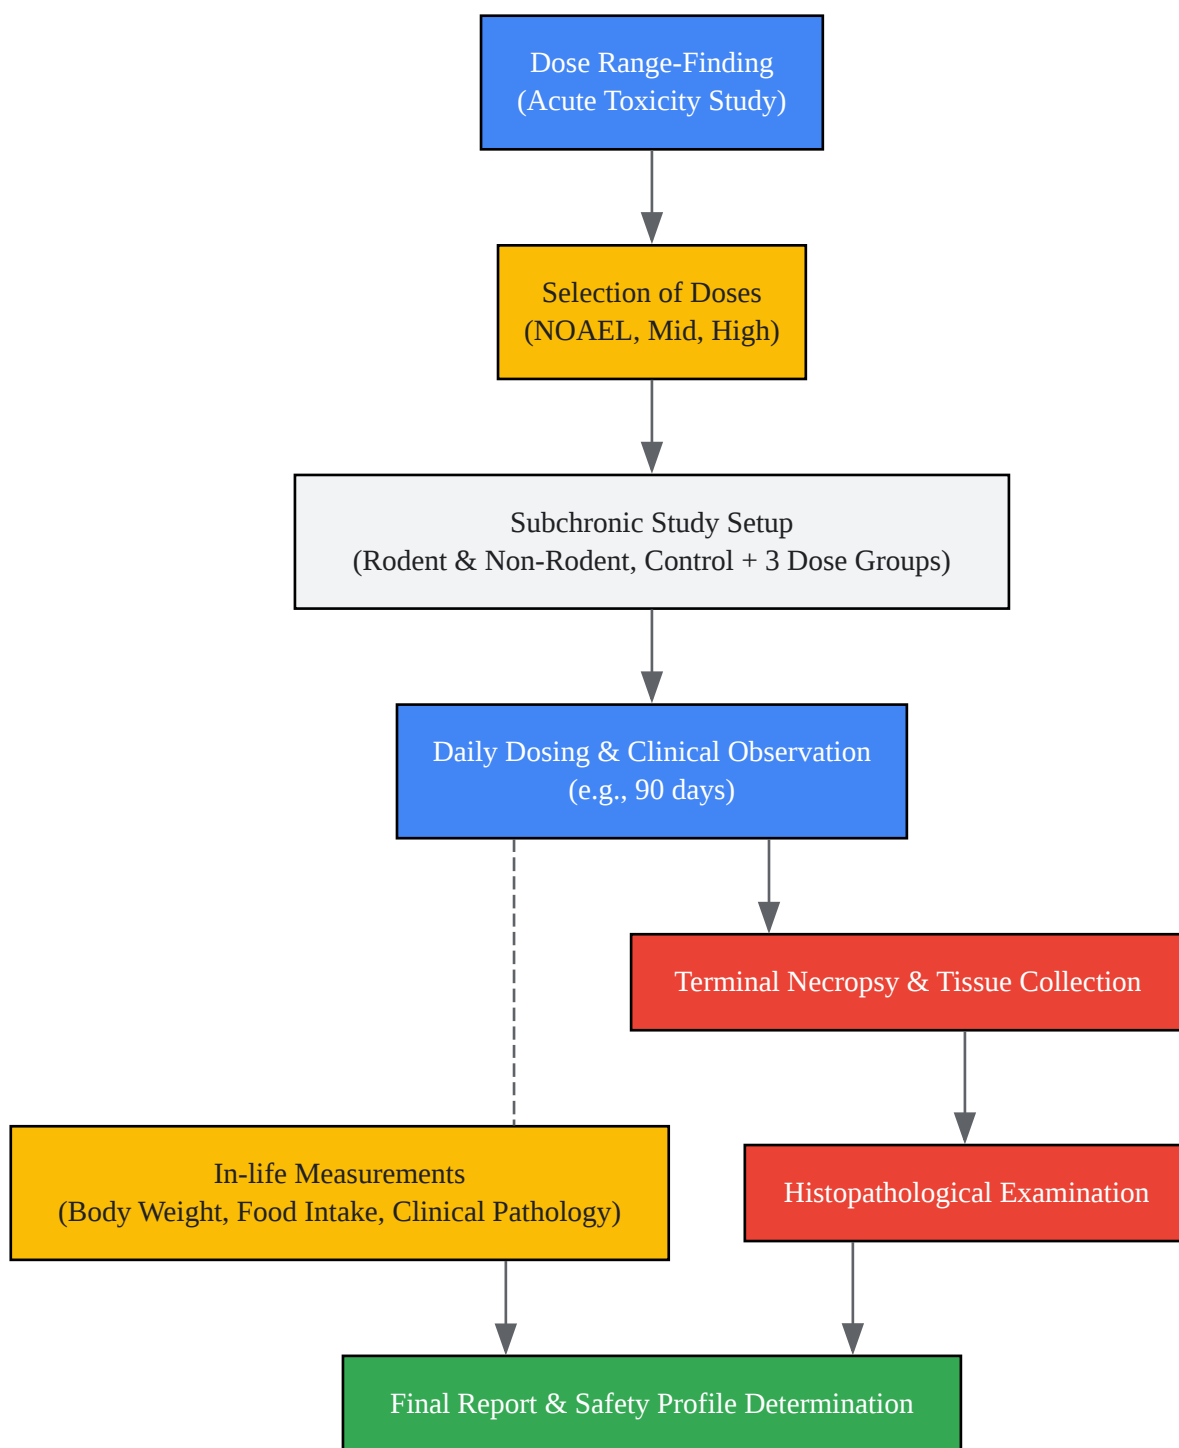 Dose Range-Finding
(Acute Toxicity Study)
Selection of Doses
(NOAEL, Mid, High)
Subchronic Study Setup
(Rodent & Non-Rodent, Control + 3 Dose Groups)
Daily Dosing & Clinical Observation
(e.g., 90 days)
Terminal Necropsy & Tissue Collection
In-life Measurements
(Body Weight, Food Intake, Clinical Pathology)
Histopathological Examination
Final Report & Safety Profile Determination